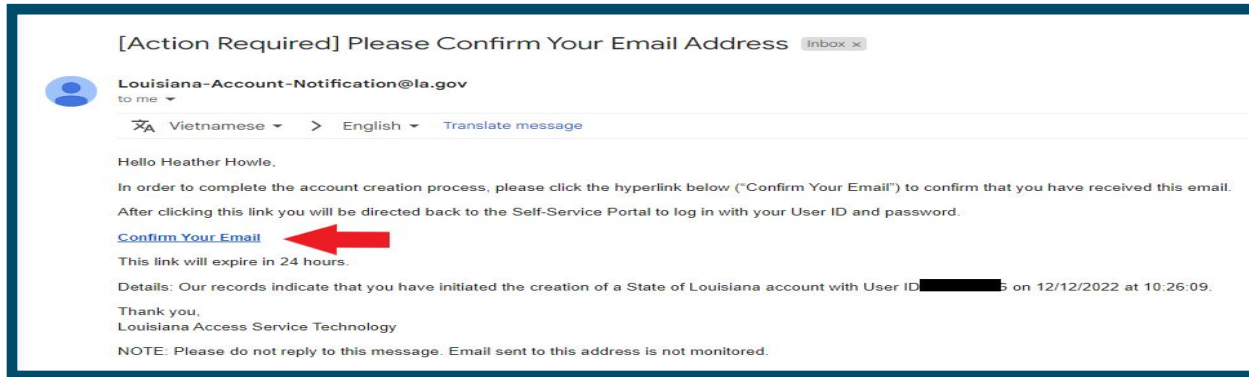 [Action Required] Please Confirm Your Email Address Inbox x
Louisiana-Account-Notification@la.gov
to me
Vietnamese > English Translate message
Hello Heather Howle,
In order to complete the account creation process, please click the hyperlink below ("Confirm Your Email") to confirm that you have received this email.
After clicking this link you will be directed back to the Self-Service Portal to log in with your User ID and password.
Confirm Your Email
This link will expire in 24 hours.
Details: Our records indicate that you have initiated the creation of a State of Louisiana account with User ID on 12/12/2022 at 10:26:09.
Thank you,
Louisiana Access Service Technology
NOTE: Please do not reply to this message. Email sent to this address is not monitored.